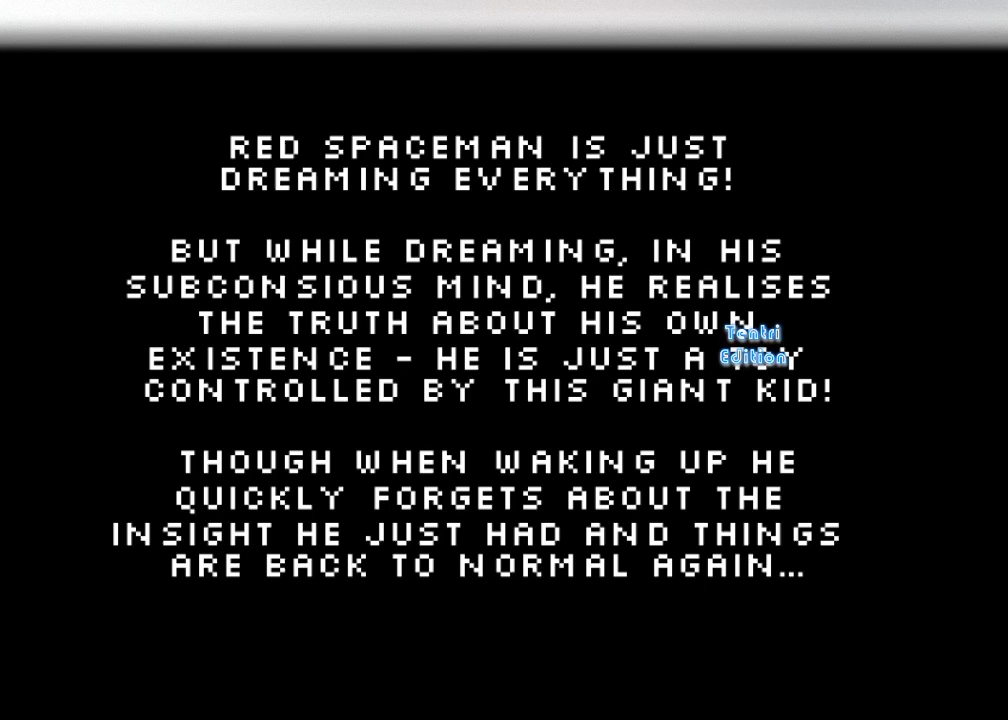 RED SPACEMAN IS JUST
DREAMING EVERYTHING!
BUT WHILE DREAMING, IN HIS
SUBCONSIOUS MIND, HE REALISES
THE TRUTH ABOUT HIS OWN
EXISTENCE - HE IS JUST A TOY
CONTROLLED BY THIS GIANT KID!
Tentri
Edition
THOUGH WHEN WAKING UP HE
QUICKLY FORGETS ABOUT THE
INSIGHT HE JUST HAD AND THINGS
ARE BACK TO NORMAL AGAIN...